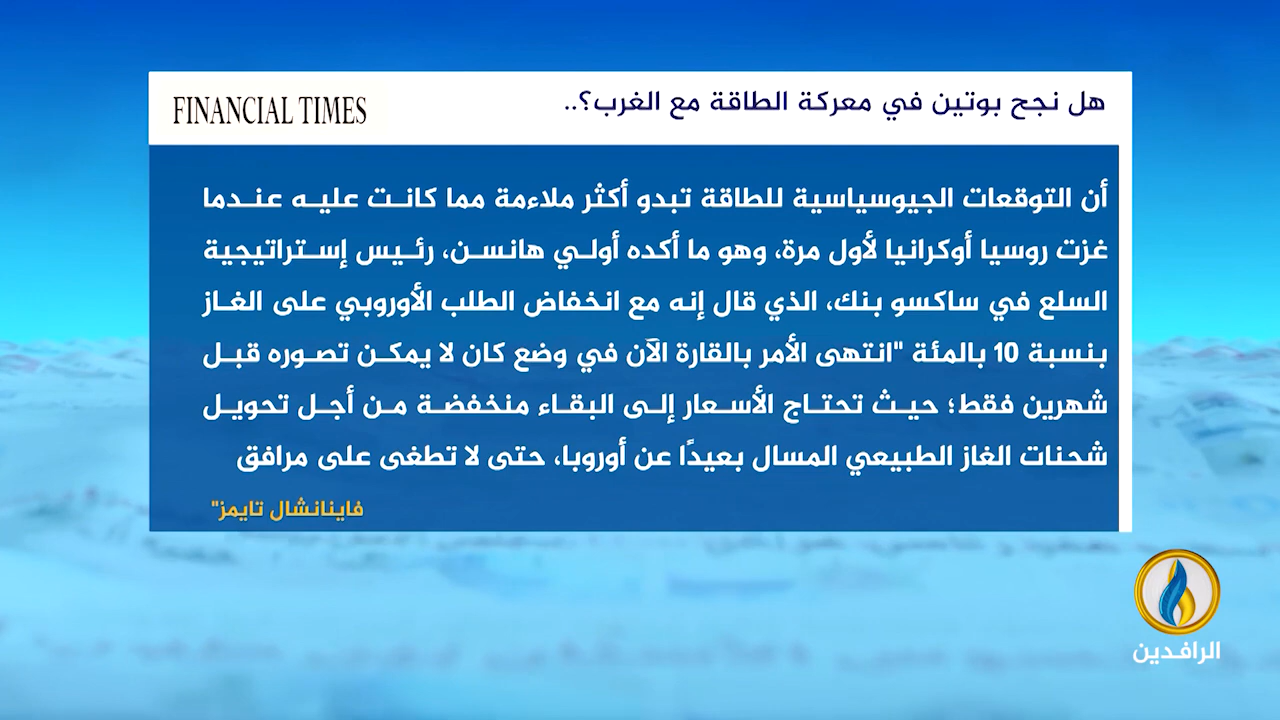 هل نجح بوتين في معركة الطاقة مع الغرب؟..
FINANCIAL TIMES
أن التوقعات الجيوسياسية للطاقة تبدو أكثر ملاءمة مما كانت عليه عندما
غزت روسيا أوكرانيا لأول مرة، وهو ما أكده أولي هانسن، رئيس إستراتيجية
السلع في ساكسو بنك، الذي قال إنه مع انخفاض الطلب الأوروبي على الغاز
بنسبة 10 بالمئة "انتهى الأمر بالقارة الآن في وضع كان لا يمكن تصوره قبل
شهرين فقط؛ حيث تحتاج الأسعار إلى البقاء منخفضة من أجل تحويل
شحنات الغاز الطبيعي المسال بعيدًا عن أوروبا، حتى لا تطغى على مرافق
فاينانشال تايمز"
الرافدين